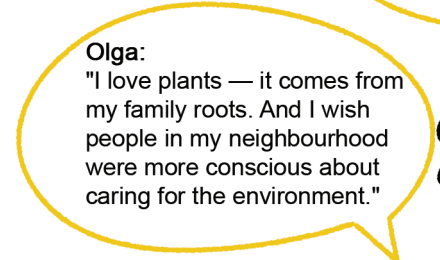 Olga:
"I love plants — it comes from
my family roots. And I wish
people in my neighbourhood
were more conscious about
caring for the environment."